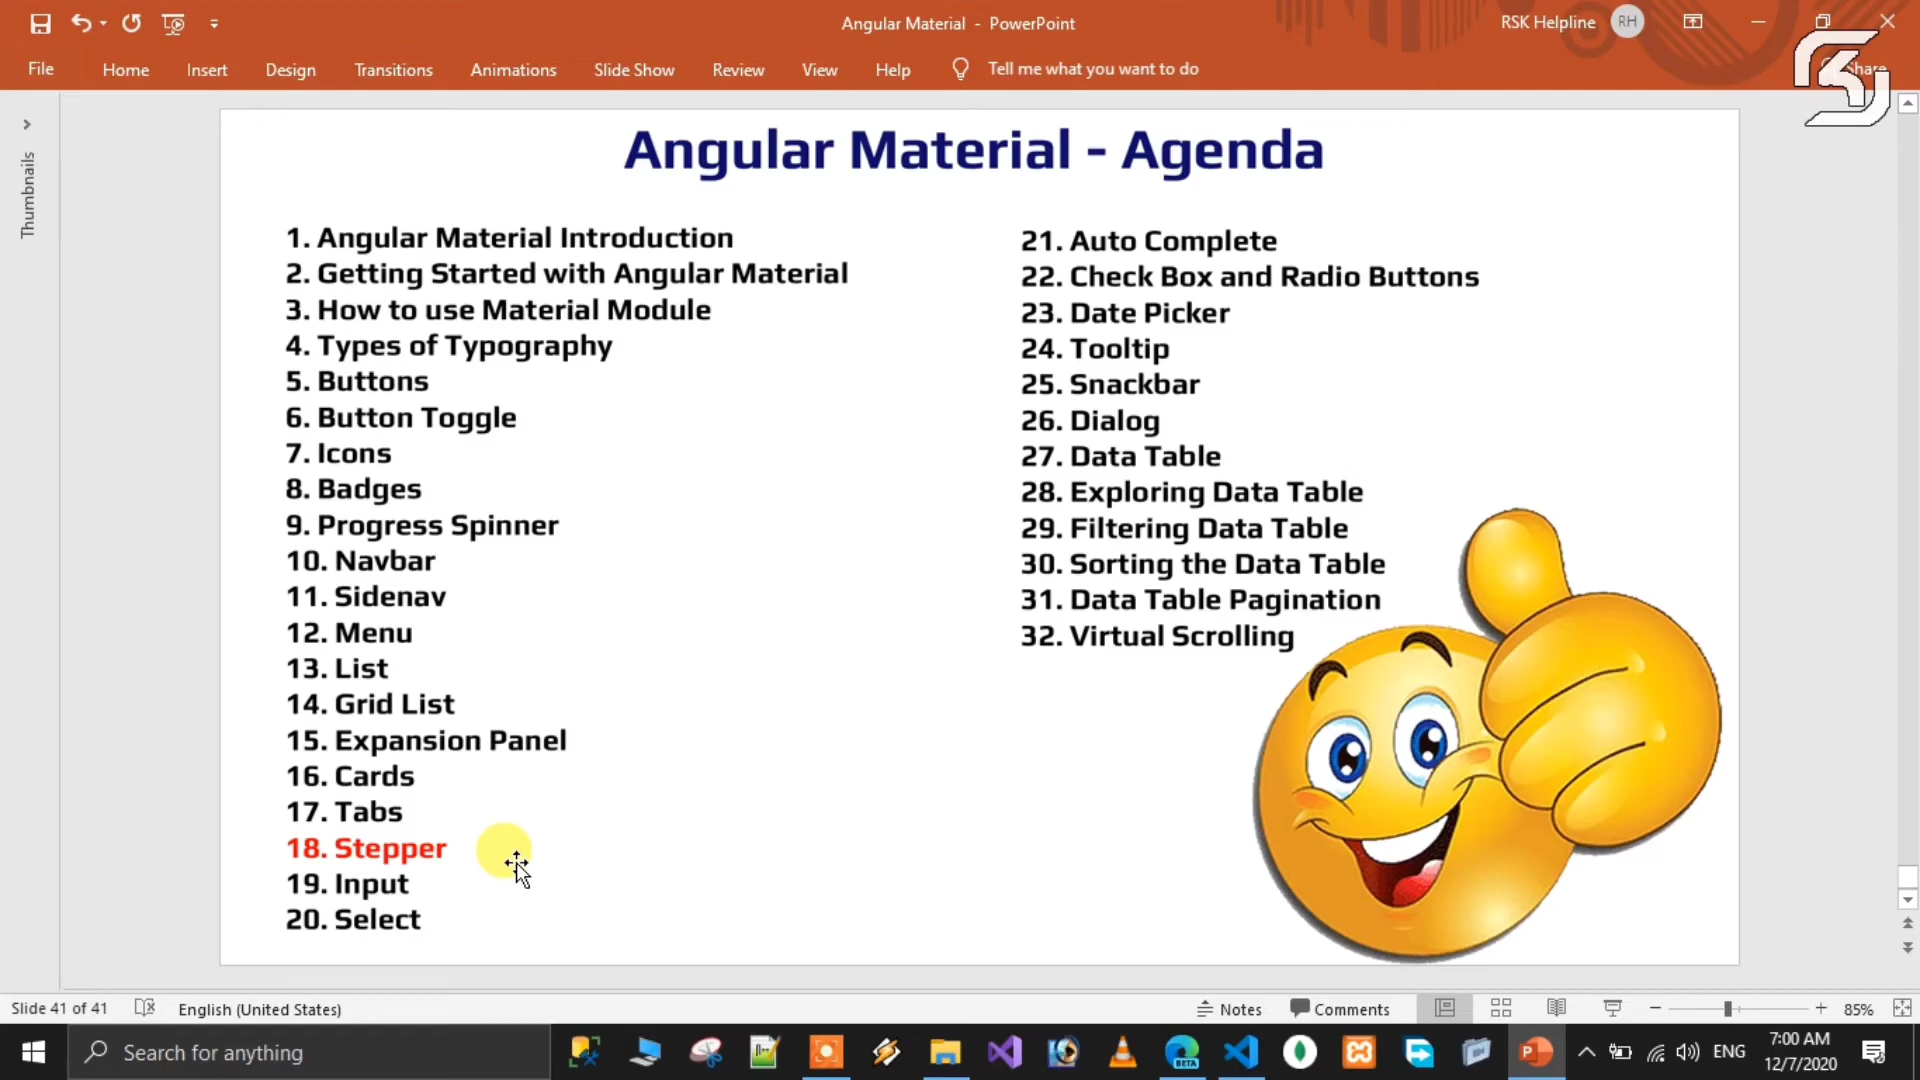 Angular Material - PowerPoint
RSK Helpline
RH
File
Home
Insert
Design
Transitions
Animations
Slide Show
Review
View
Help
Tell me what you want to do
Share
Thumbnails
Angular Material - Agenda
1. Angular Material Introduction
2. Getting Started with Angular Material
3. How to use Material Module
4. Types of Typography
5. Buttons
6. Button Toggle
7. Icons
8. Badges
9. Progress Spinner
10. Navbar
11. Sidenav
12. Menu
13. List
14. Grid List
15. Expansion Panel
16. Cards
17. Tabs
18. Stepper
19. Input
20. Select
21. Auto Complete
22. Check Box and Radio Buttons
23. Date Picker
24. Tooltip
25. Snackbar
26. Dialog
27. Data Table
28. Exploring Data Table
29. Filtering Data Table
30. Sorting the Data Table
31. Data Table Pagination
32. Virtual Scrolling
Slide 41 of 41
English (United States)
Notes
Comments
85%
Search for anything
BETA
ENG
7:00 AM
12/7/2020